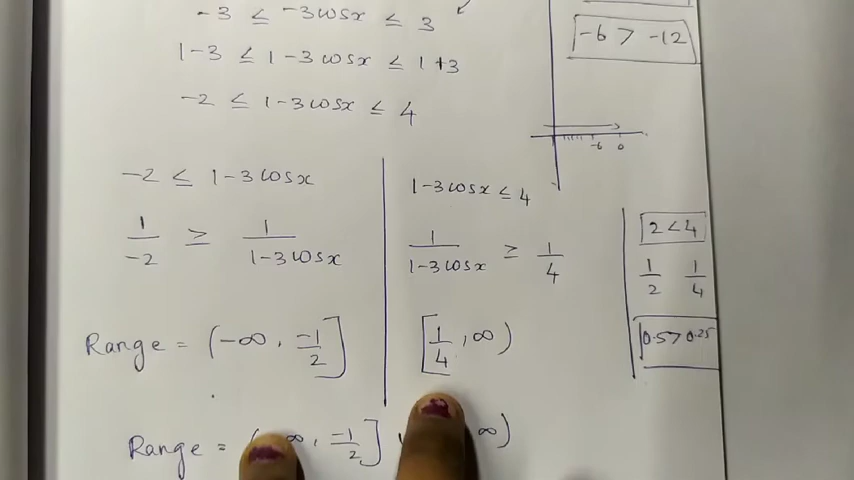 -3 ≤ -3cosx ≤ 3
1-3 ≤ 1-3cosx ≤ 1+3
-2 ≤ 1-3cosx ≤ 4
-6 > -12
-6 0
-2 ≤ 1-3cosx
1/-2 ≥ 1/(1-3cosx)
Range = (-∞, -1/2]
1-3cosx ≤ 4
1/(1-3cosx) ≥ 1/4
[1/4, ∞)
2<4
1/2 1/4
0.5>0.25
Range = (-∞, -1/2] ∞)